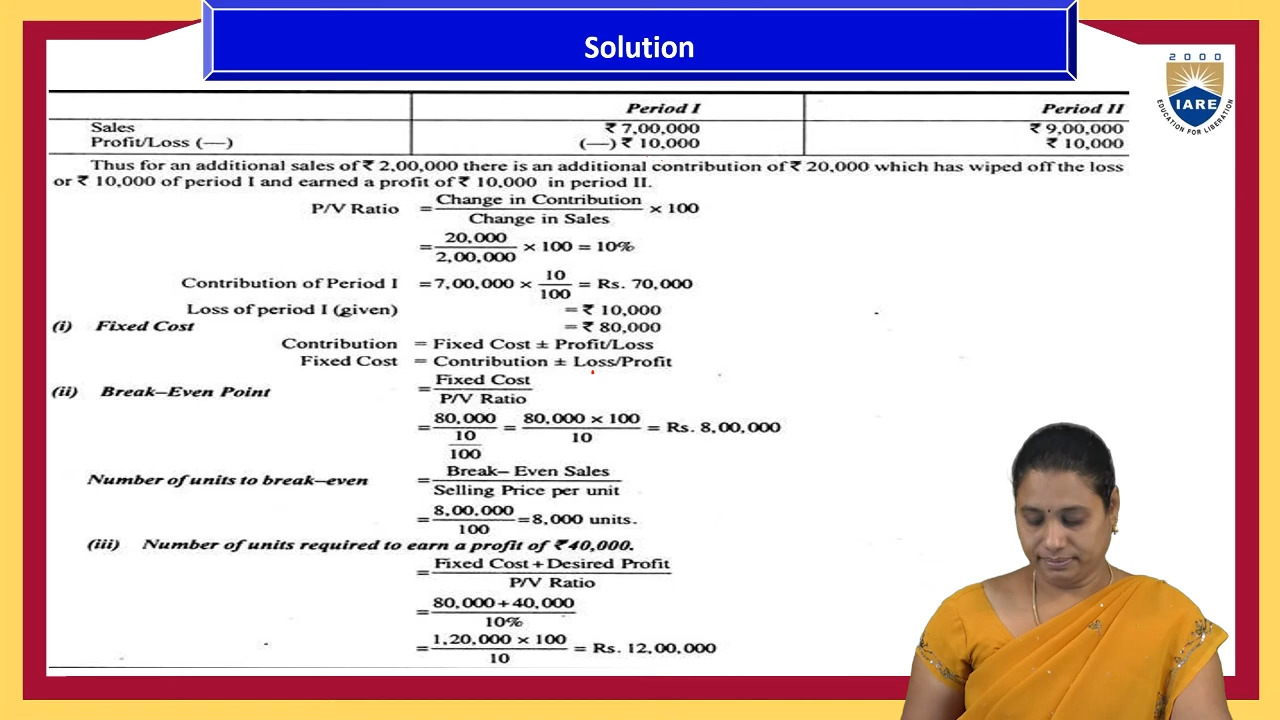 Solution
2 0 0 0
IARE
EDUCATION FOR LIBERATION
Period I Period II
Sales ₹ 7,00,000 ₹ 9,00,000
Profit/Loss (—) (—) ₹ 10,000 ₹ 10,000
Thus for an additional sales of ₹ 2,00,000 there is an additional contribution of ₹ 20,000 which has wiped off the loss
or ₹ 10,000 of period I and earned a profit of ₹ 10,000 in period II.
P/V Ratio = Change in Contribution / Change in Sales × 100
= 20,000 / 2,00,000 × 100 = 10%
Contribution of Period I = 7,00,000 × 10 / 100 = Rs. 70,000
Loss of period I (given) = ₹ 10,000
(i) Fixed Cost = ₹ 80,000
Contribution = Fixed Cost ± Profit/Loss
Fixed Cost = Contribution ± Loss/Profit
(ii) Break–Even Point = Fixed Cost / P/V Ratio
= 80,000 / 10 / 100 = 80,000 × 100 / 10 = Rs. 8,00,000
Number of units to break–even = Break– Even Sales / Selling Price per unit
= 8,00,000 / 100 = 8,000 units.
(iii) Number of units required to earn a profit of ₹40,000.
= Fixed Cost + Desired Profit / P/V Ratio
= 80,000 + 40,000 / 10%
= 1,20,000 × 100 / 10 = Rs. 12,00,000